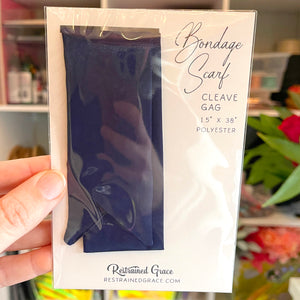 Bondage
Scarf
CLEAVE
GAG
1.5" X 38"
POLYESTER
Restrained Grace
RESTRAINEDGRACE.COM